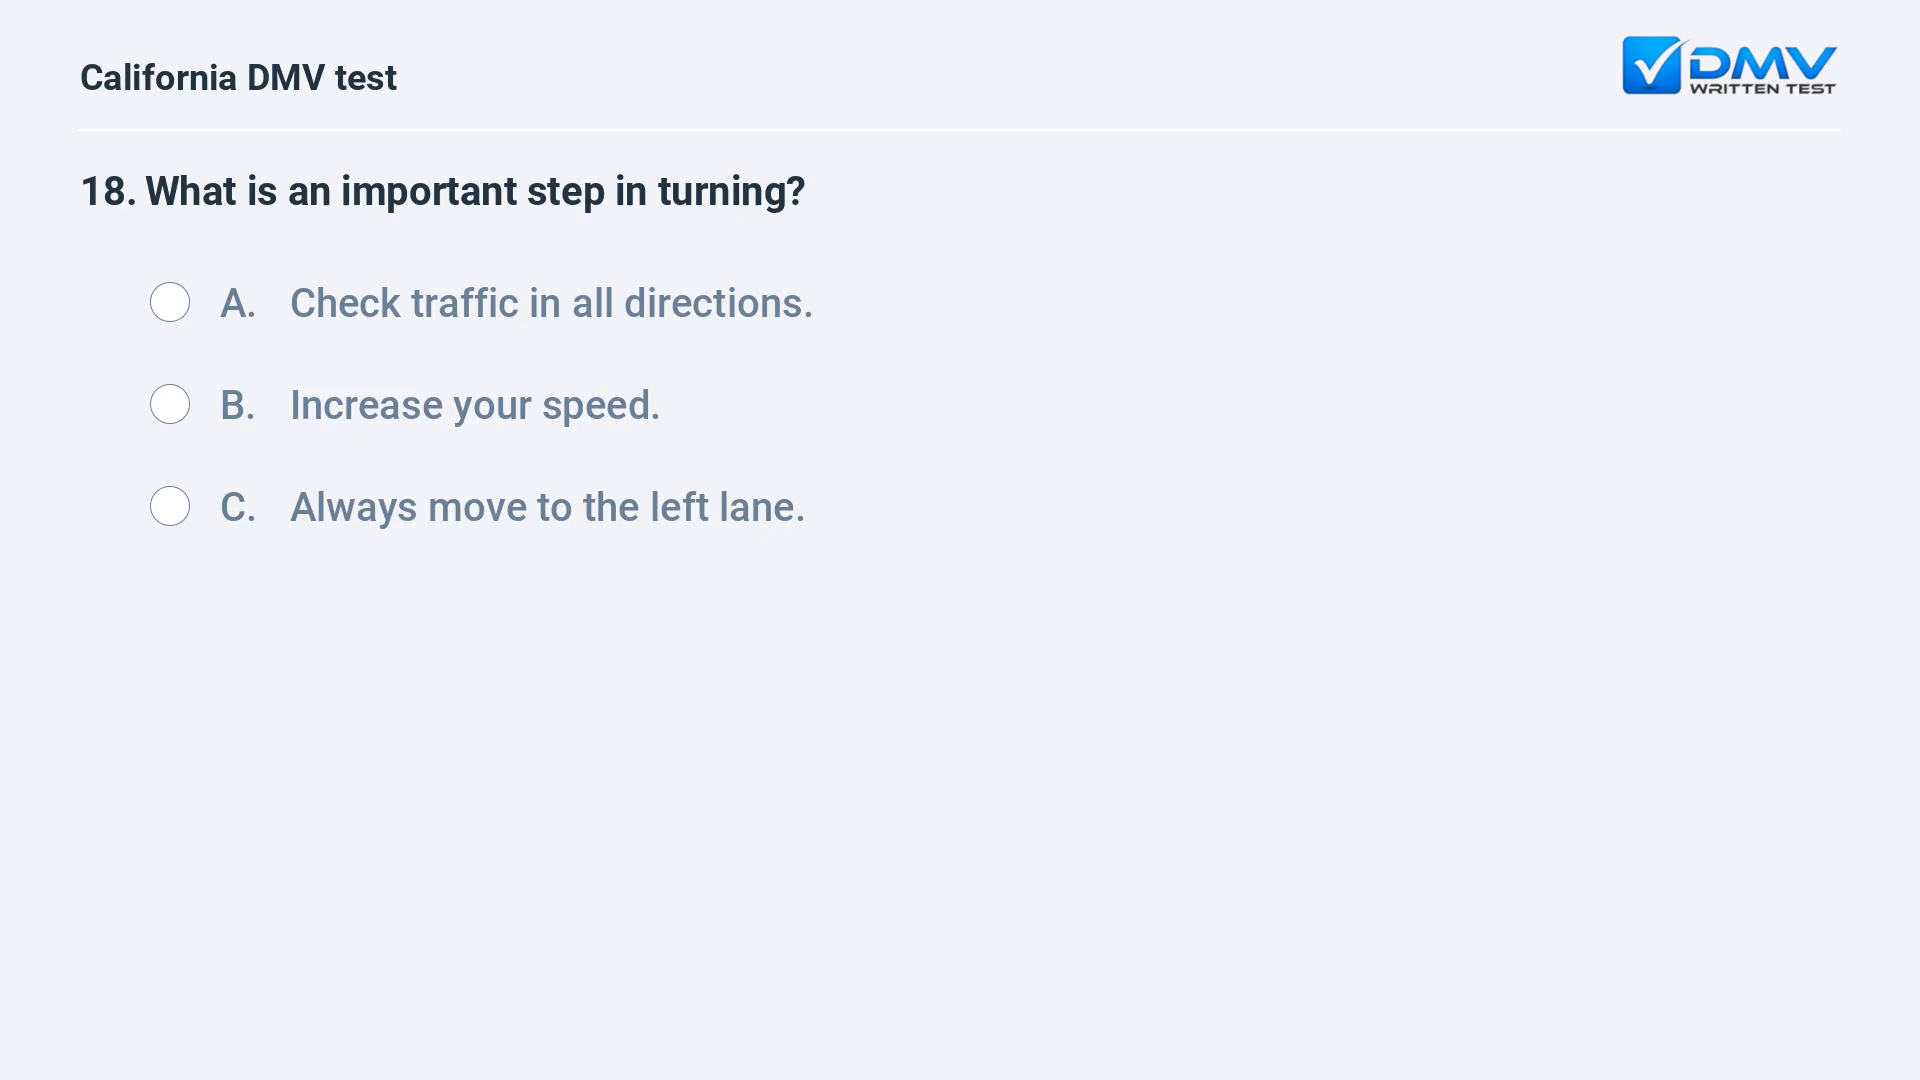 California DMV test
DMV
WRITTEN TEST
18. What is an important step in turning?
A. Check traffic in all directions.
B. Increase your speed.
C. Always move to the left lane.